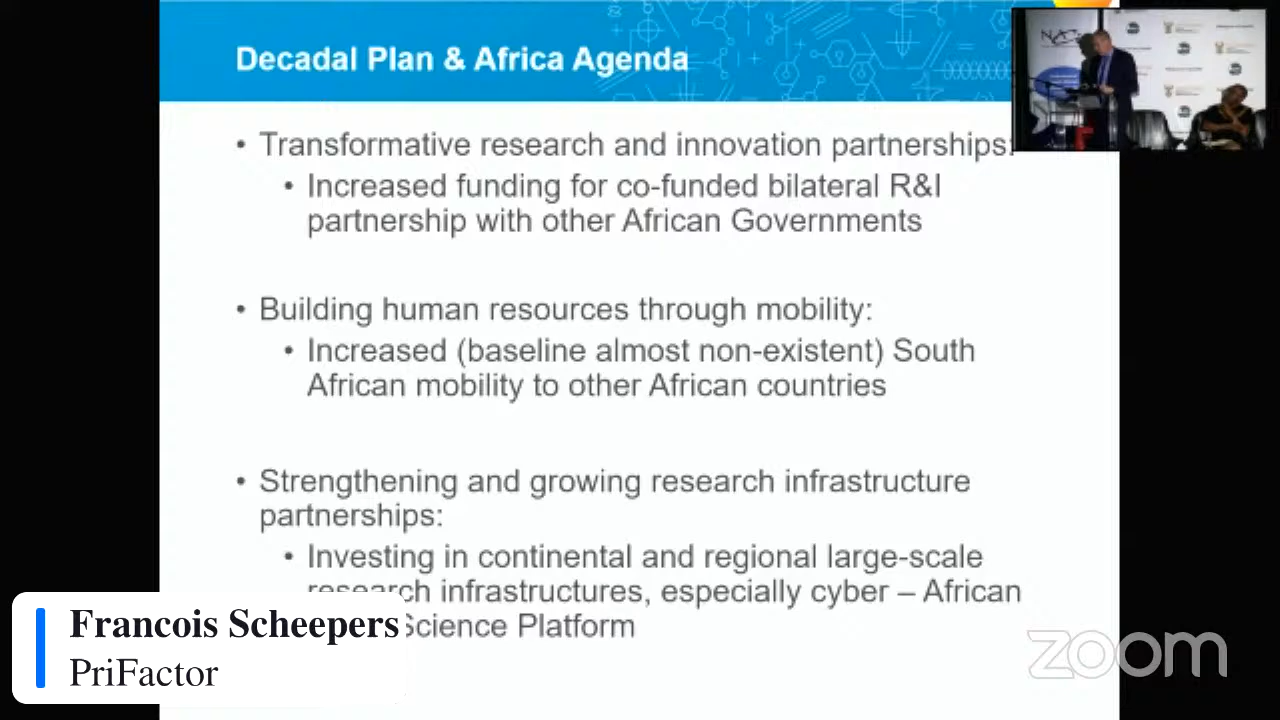 Decadal Plan & Africa Agenda
• Transformative research and innovation partnerships:
• Increased funding for co-funded bilateral R&I
partnership with other African Governments
• Building human resources through mobility:
• Increased (baseline almost non-existent) South
African mobility to other African countries
• Strengthening and growing research infrastructure
partnerships:
• Investing in continental and regional large-scale
research infrastructures, especially cyber – African
Science Platform
Francois Scheepers
PriFactor
zoom